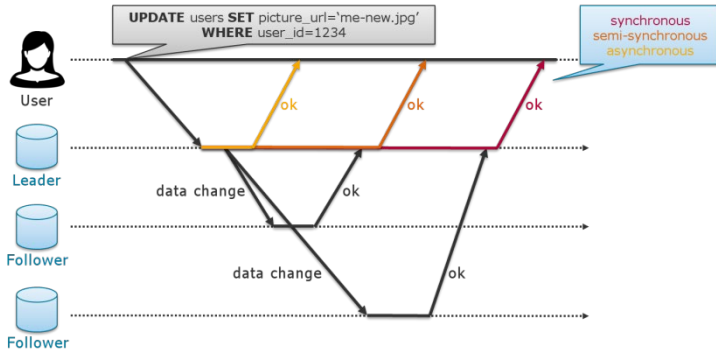 UPDATE users SET picture_url=‘me-new.jpg’
WHERE user_id=1234
synchronous
semi-synchronous
asynchronous
User
ok
ok
ok
Leader
data change
ok
Follower
data change
ok
Follower